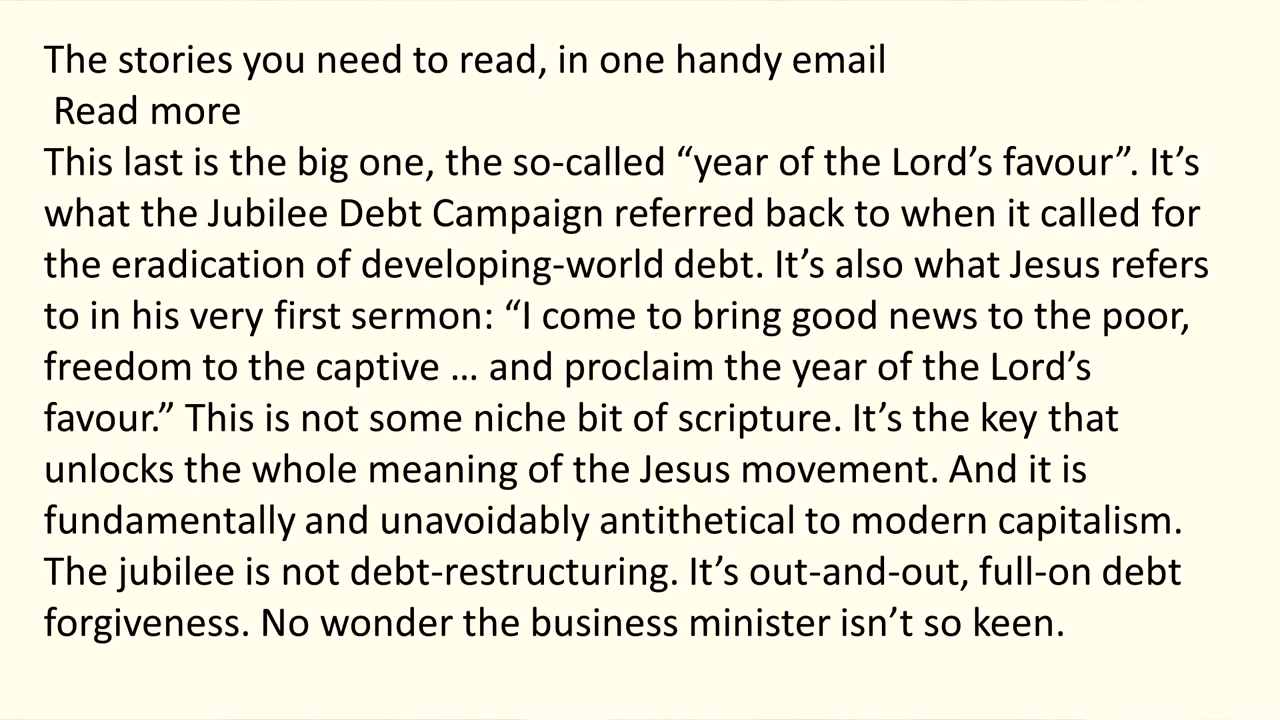 The stories you need to read, in one handy email
Read more
This last is the big one, the so-called “year of the Lord’s favour”. It’s
what the Jubilee Debt Campaign referred back to when it called for
the eradication of developing-world debt. It’s also what Jesus refers
to in his very first sermon: “I come to bring good news to the poor,
freedom to the captive … and proclaim the year of the Lord’s
favour.” This is not some niche bit of scripture. It’s the key that
unlocks the whole meaning of the Jesus movement. And it is
fundamentally and unavoidably antithetical to modern capitalism.
The jubilee is not debt-restructuring. It’s out-and-out, full-on debt
forgiveness. No wonder the business minister isn’t so keen.